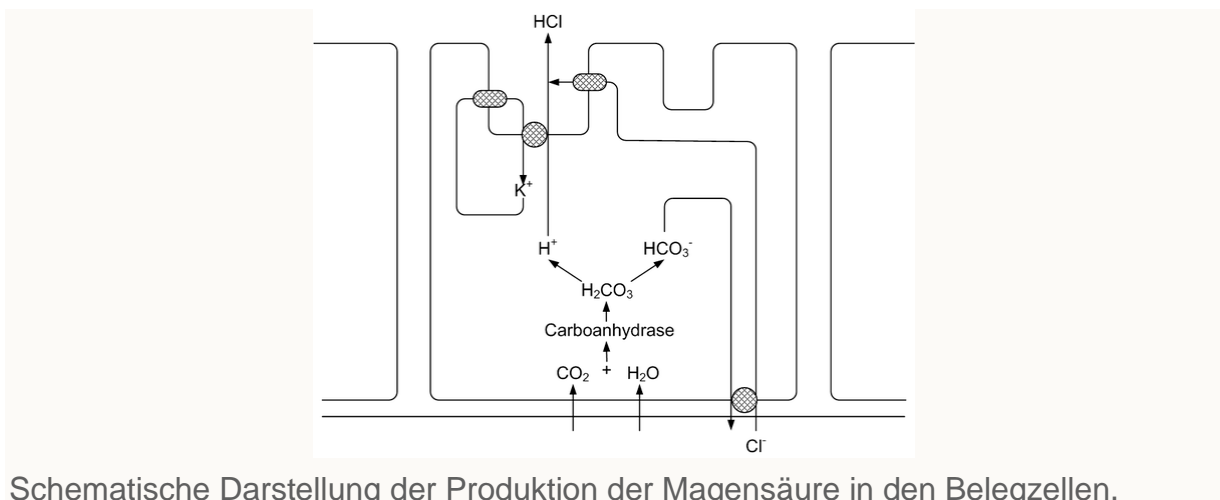 HCl
K⁺
H⁺ HCO₃⁻
H₂CO₃
Carboanhydrase
CO₂ + H₂O
Cl⁻
Schematische Darstellung der Produktion der Magensäure in den Belegzellen.